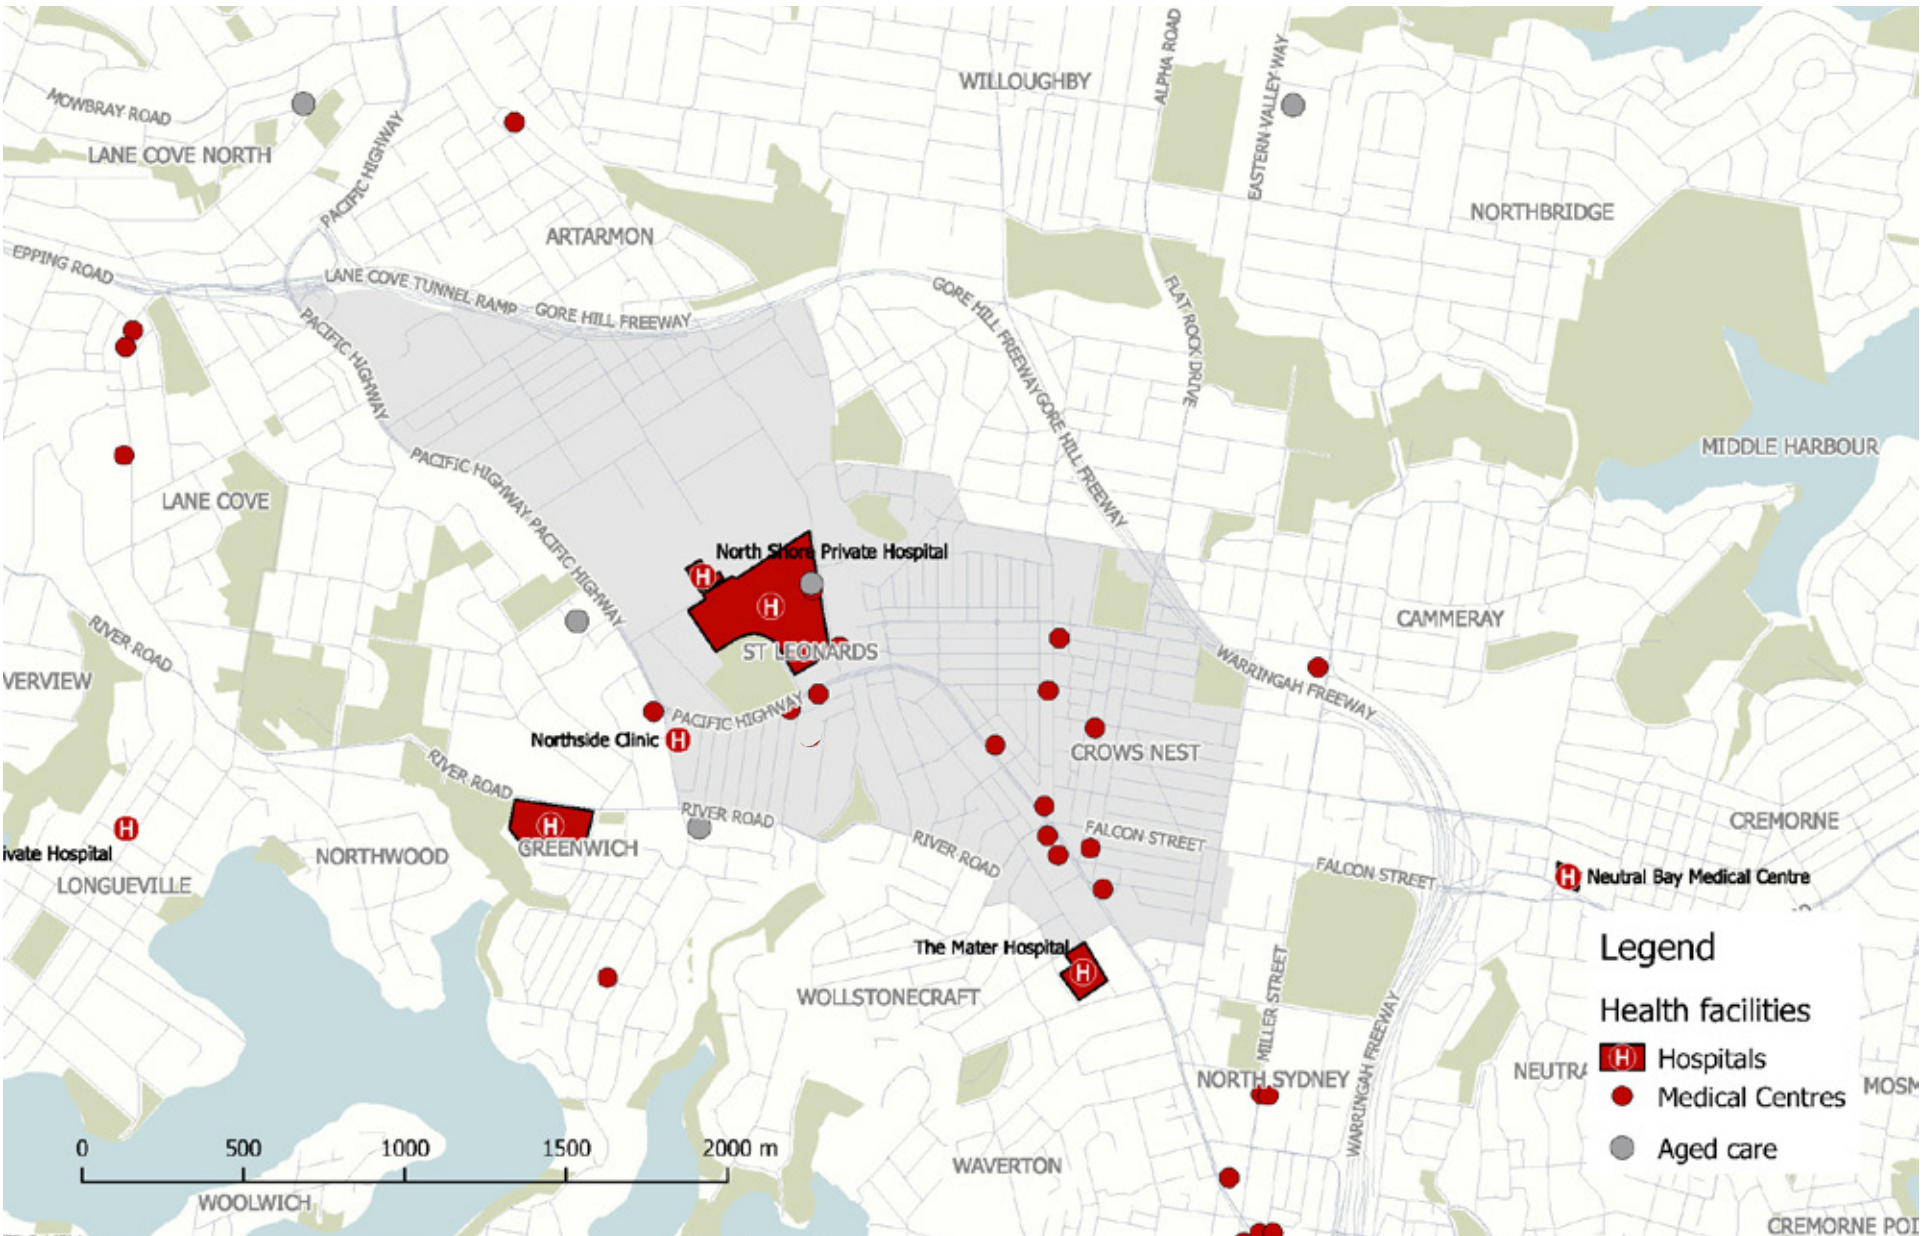 WILLOUGHBY
ALPHA ROAD
EASTERN VALLEY WAY
MOWBRAY ROAD
LANE COVE NORTH
PACIFIC HIGHWAY
NORTHBRIDGE
ARTARMON
EPPING ROAD
LANE COVE TUNNEL RAMP
GORE HILL FREEWAY
GORE HILL FREEWAY
GORE HILL FREEWAY
FLAT ROCK DRIVE
PACIFIC HIGHWAY
MIDDLE HARBOUR
PACIFIC HIGHWAY
PACIFIC HIGHWAY
LANE COVE
North Shore Private Hospital
H
H
CAMMERAY
RIVER ROAD
ST LEONARDS
WARRINGAH FREEWAY
VERVIEW
PACIFIC HIGHWAY
Northside Clinic H
CROWS NEST
RIVER ROAD
RIVER ROAD
H
H
GREENWICH
FALCON STREET
CREMORNE
ivate Hospital
NORTHWOOD
RIVER ROAD
FALCON STREET
H Neutral Bay Medical Centre
LONGUEVILLE
The Mater Hospital
H
WOLLSTONECRAFT
MILLER STREET
WARRINGAH FREEWAY
Legend
Health facilities
H Hospitals
Medical Centres
Aged care
NORTH SYDNEY
NEUTRA
MOSM
0 500 1000 1500 2000 m
WAVERTON
WOOLWICH
CREMORNE POI